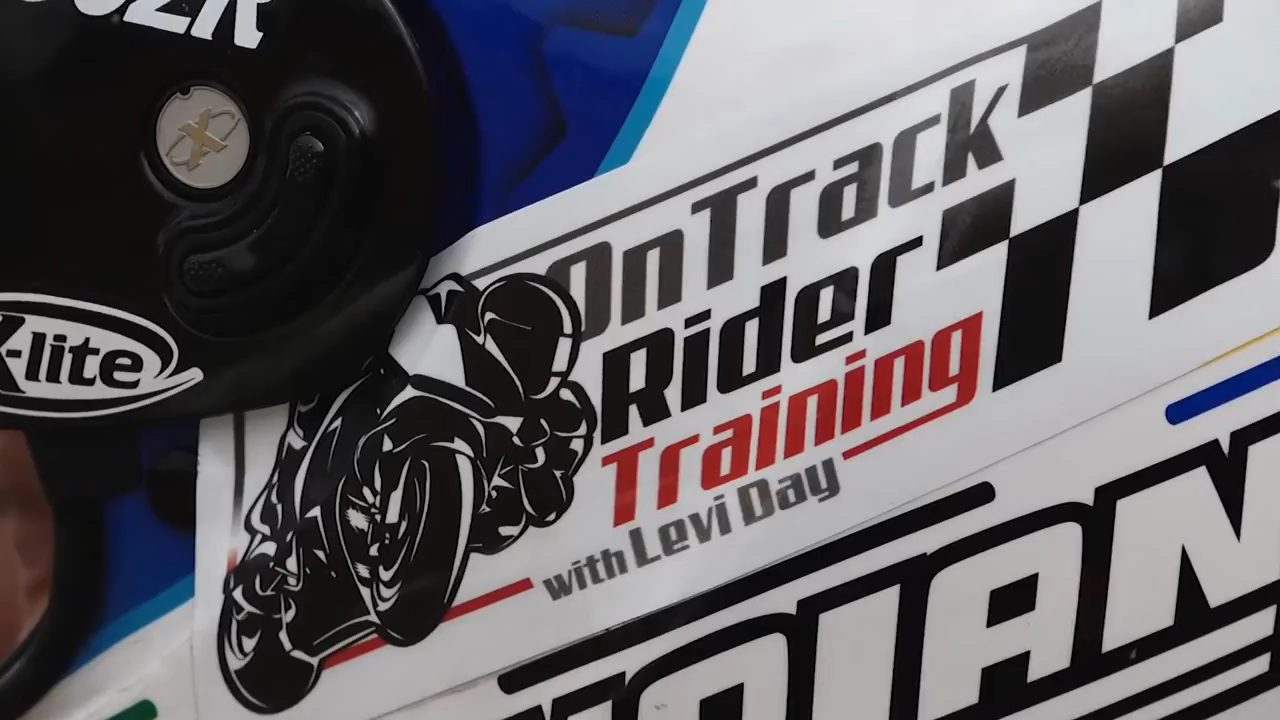 X-lite
OnTrack
Rider
Training
with Levi Day